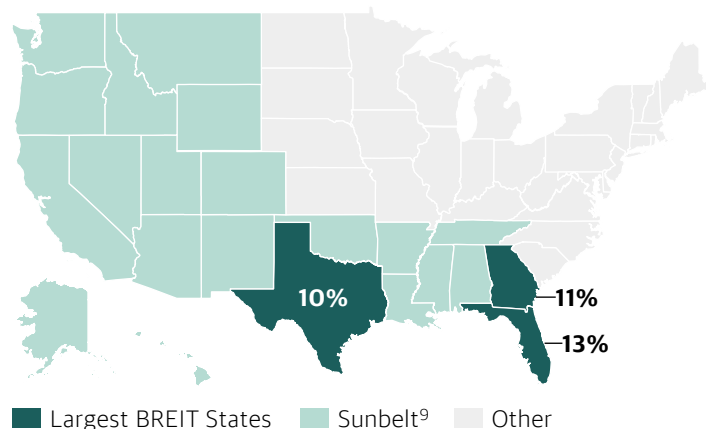 10%
11%
13%
Largest BREIT States
Sunbelt⁹
Other